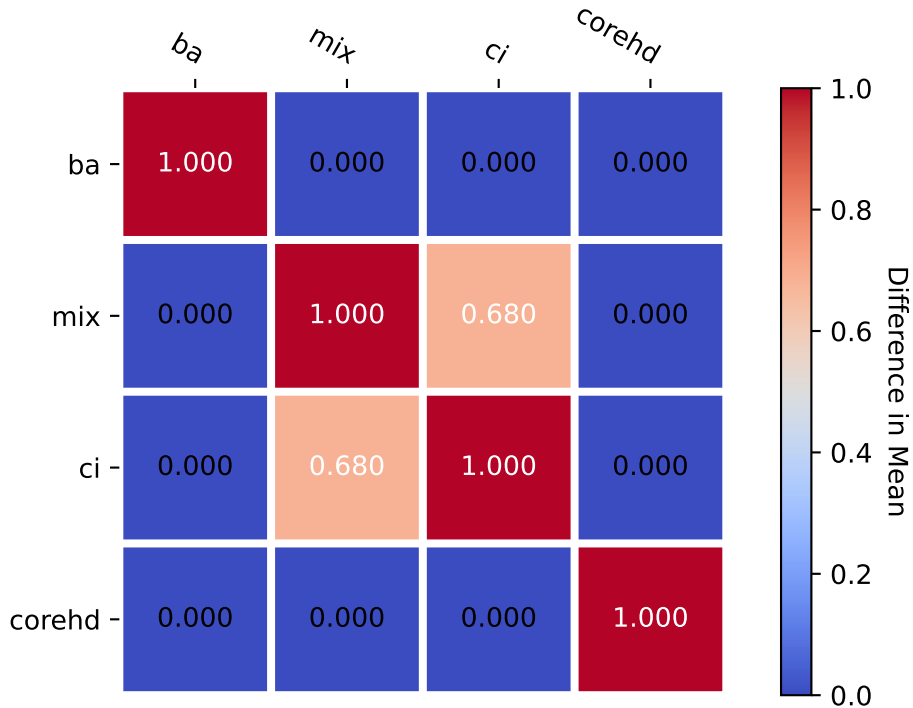 ba mix ci corehd
ba 1.000 0.000 0.000 0.000
mix 0.000 1.000 0.680 0.000
ci 0.000 0.680 1.000 0.000
corehd 0.000 0.000 0.000 1.000
1.0
0.8
0.6
0.4
0.2
0.0
Difference in Mean